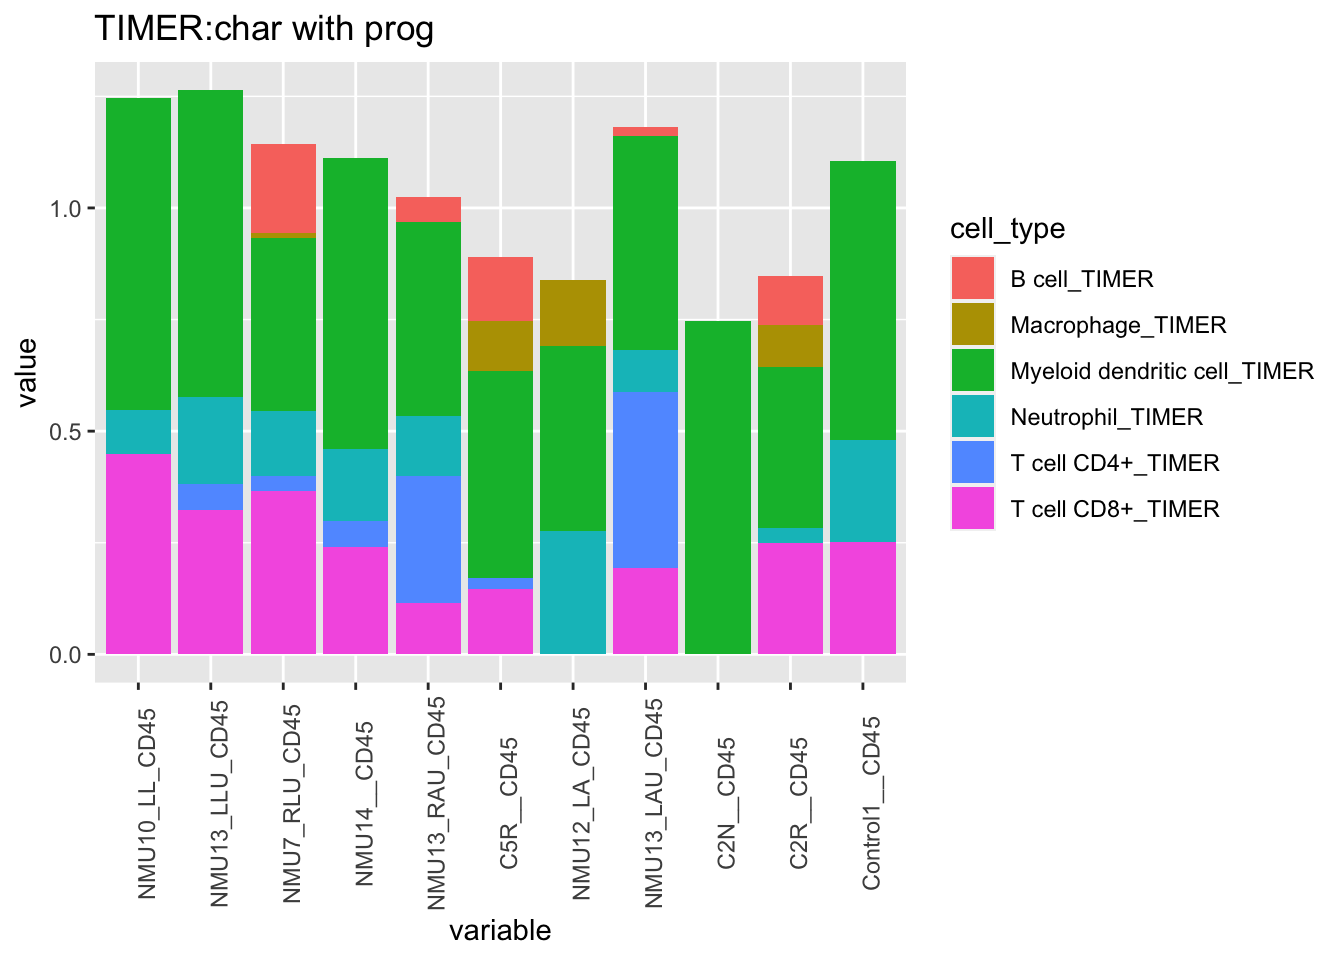 TIMER:char with prog
value
1.0
0.5
0.0
NMU10_LL_CD45
NMU13_LLU_CD45
NMU7_RLU_CD45
NMU14__CD45
NMU13_RAU_CD45
C5R__CD45
NMU12_LA_CD45
NMU13_LAU_CD45
C2N__CD45
C2R__CD45
Control1__CD45
variable
cell_type
B cell_TIMER
Macrophage_TIMER
Myeloid dendritic cell_TIMER
Neutrophil_TIMER
T cell CD4+_TIMER
T cell CD8+_TIMER